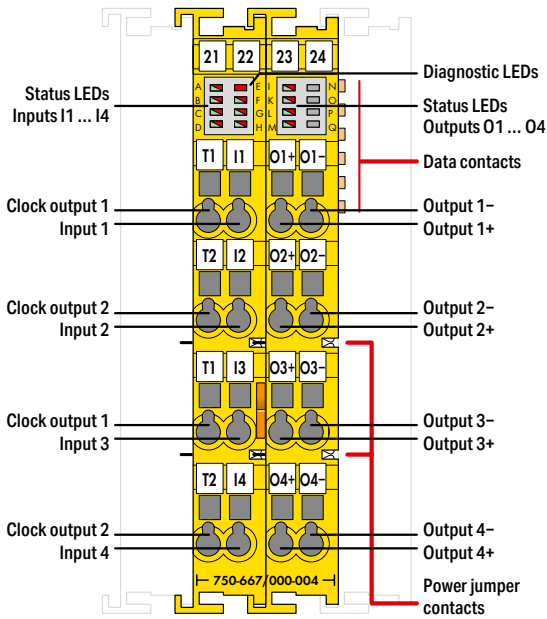 21 22 23 24
Diagnostic LEDs
Status LEDs
Inputs I1 ... I4
A E I N
B F K O
C G L P
D H M Q
Status LEDs
Outputs O1 ... O4
T1 I1 O1+ O1−
Data contacts
Clock output 1
Input 1
Output 1−
Output 1+
T2 I2 O2+ O2−
Clock output 2
Input 2
Output 2−
Output 2+
T1 I3 O3+ O3−
Clock output 1
Input 3
Output 3−
Output 3+
T2 I4 O4+ O4−
Clock output 2
Input 4
Output 4−
Output 4+
750-667/000-004
Power jumper
contacts